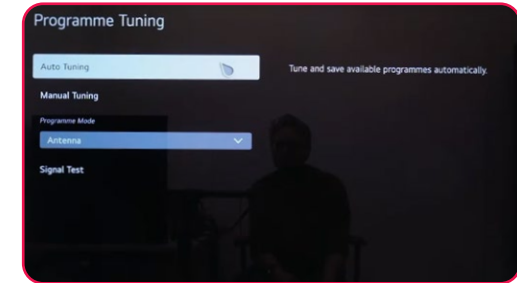 Programme Tuning
Auto Tuning
Tune and save available programmes automatically.
Manual Tuning
Programme Mode
Antenna
Signal Test